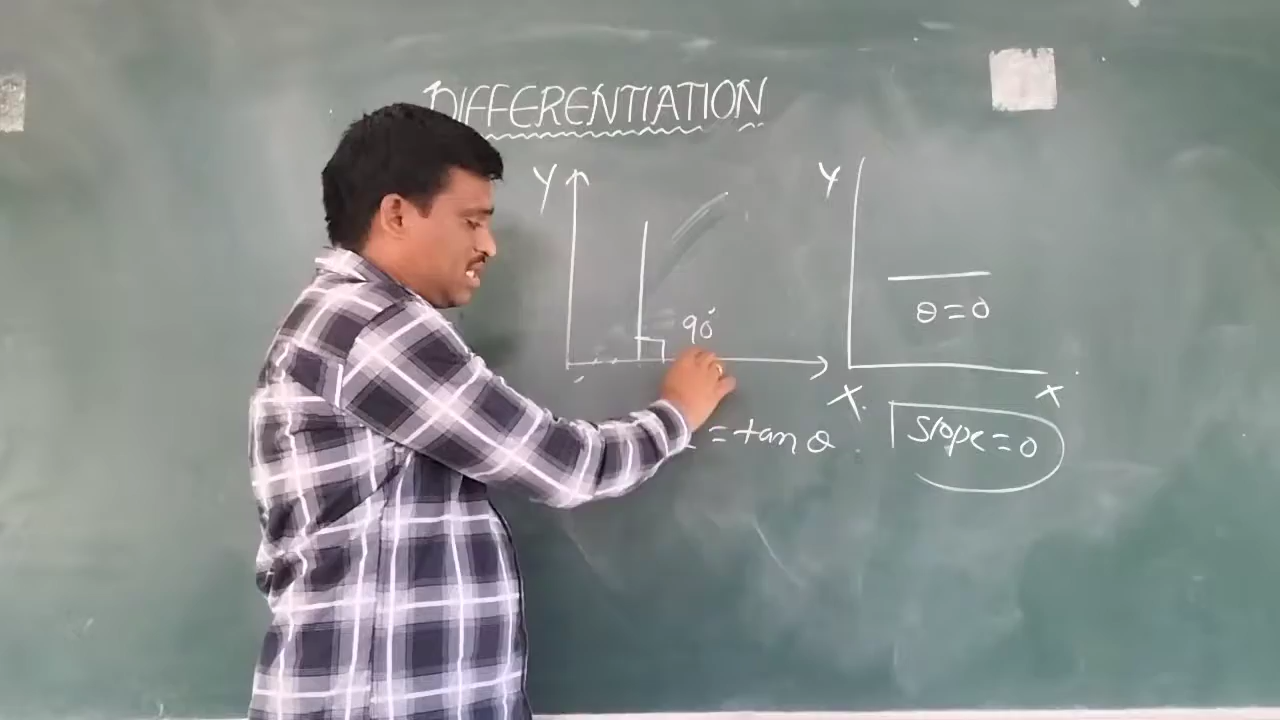 DIFFERENTIATION
Y
90°
X
= tan θ
Y
θ = 0
X
slope = 0